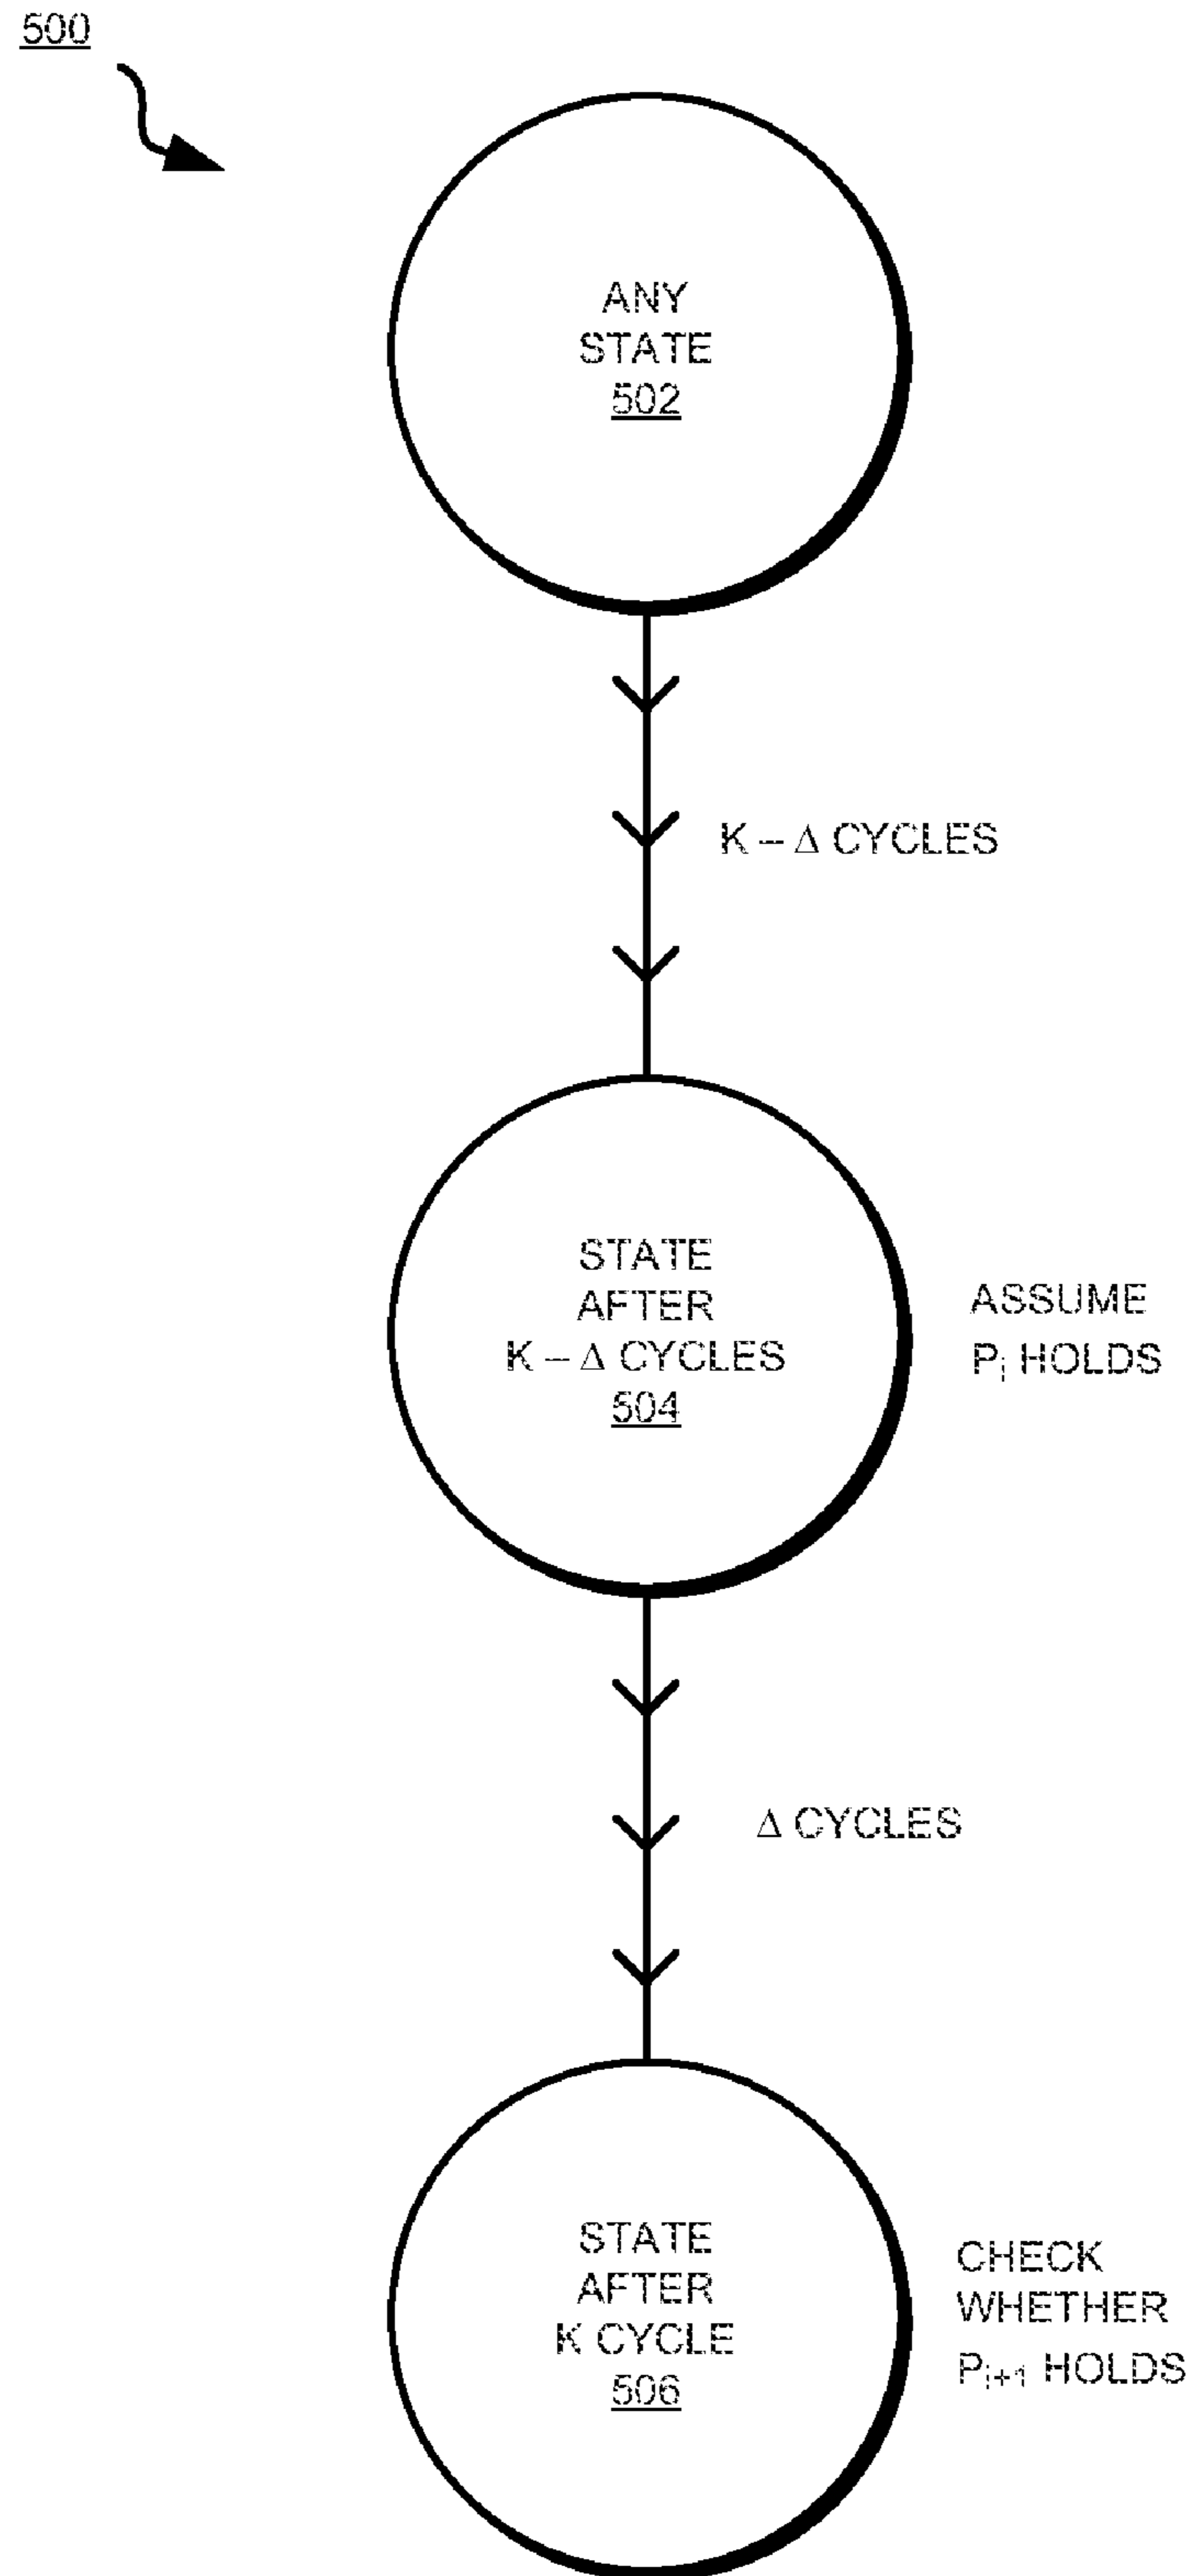 500
ANY
STATE
502
K – Δ CYCLES
STATE
AFTER
K – Δ CYCLES
504
ASSUME
Pᵢ HOLDS
Δ CYCLES
STATE
AFTER
K CYCLE
506
CHECK
WHETHER
Pᵢ₊₁ HOLDS